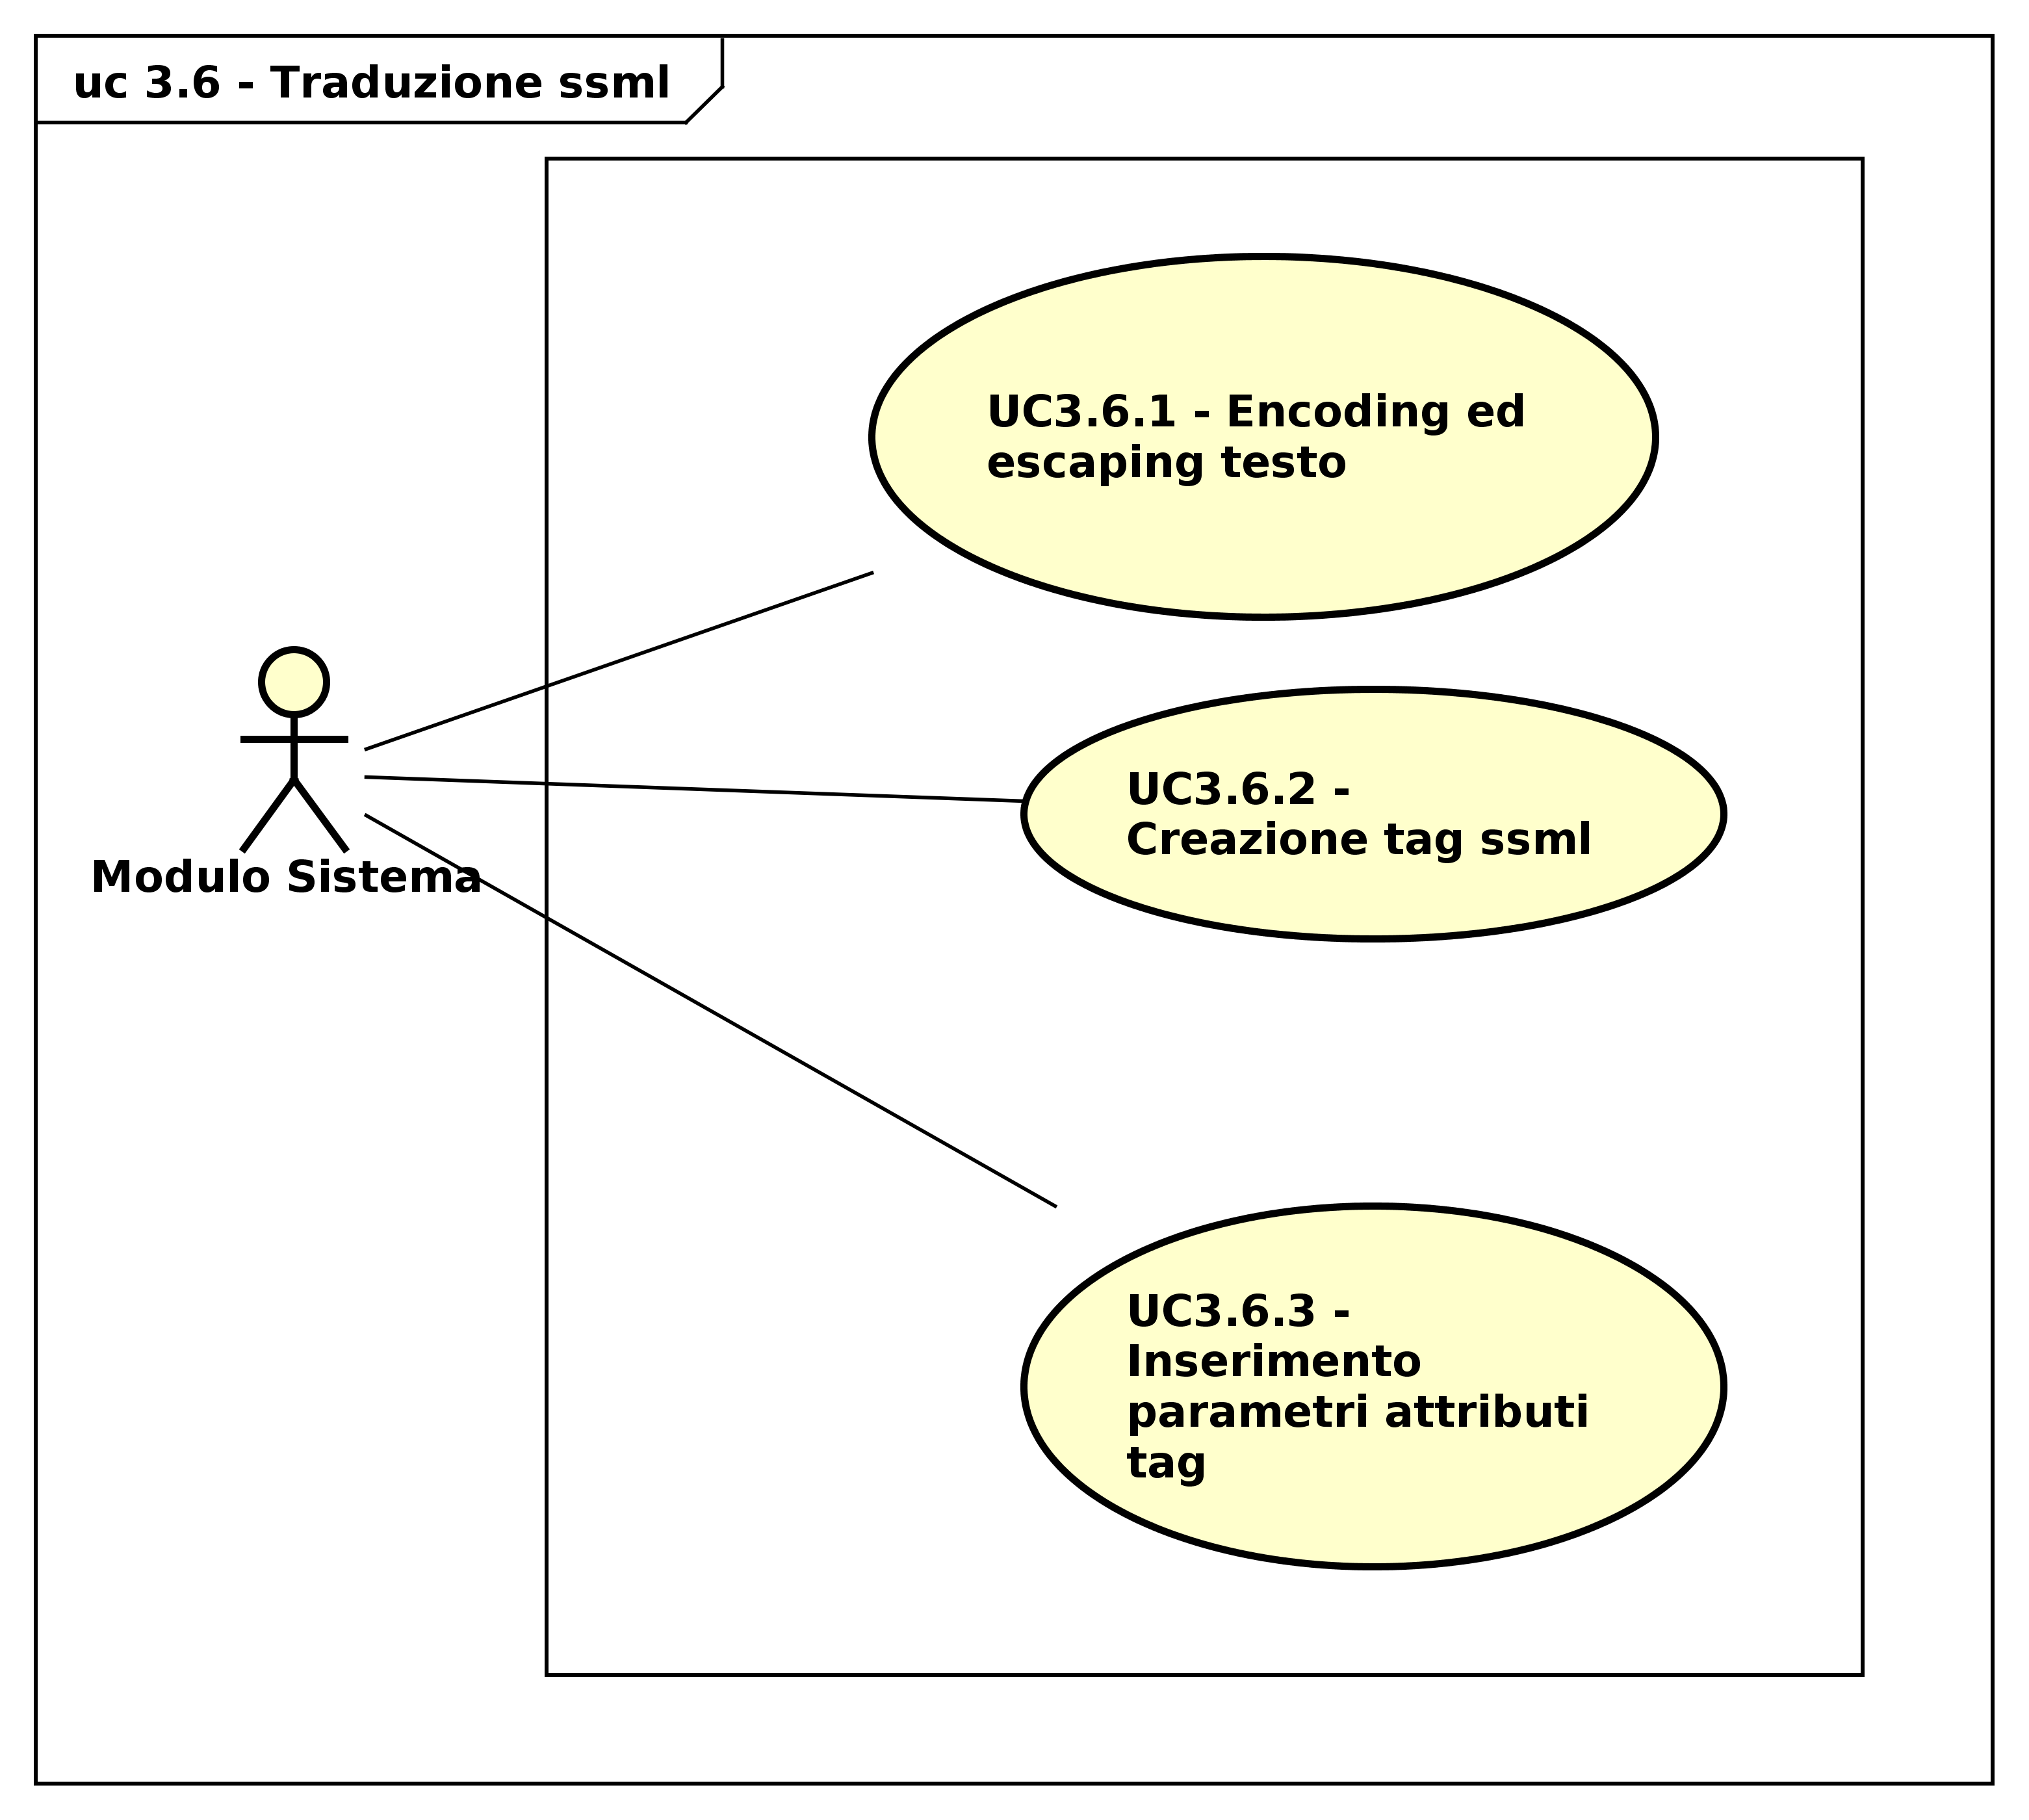 uc 3.6 - Traduzione ssml
UC3.6.1 - Encoding ed
escaping testo
UC3.6.2 -
Creazione tag ssml
Modulo Sistema
UC3.6.3 -
Inserimento
parametri attributi
tag